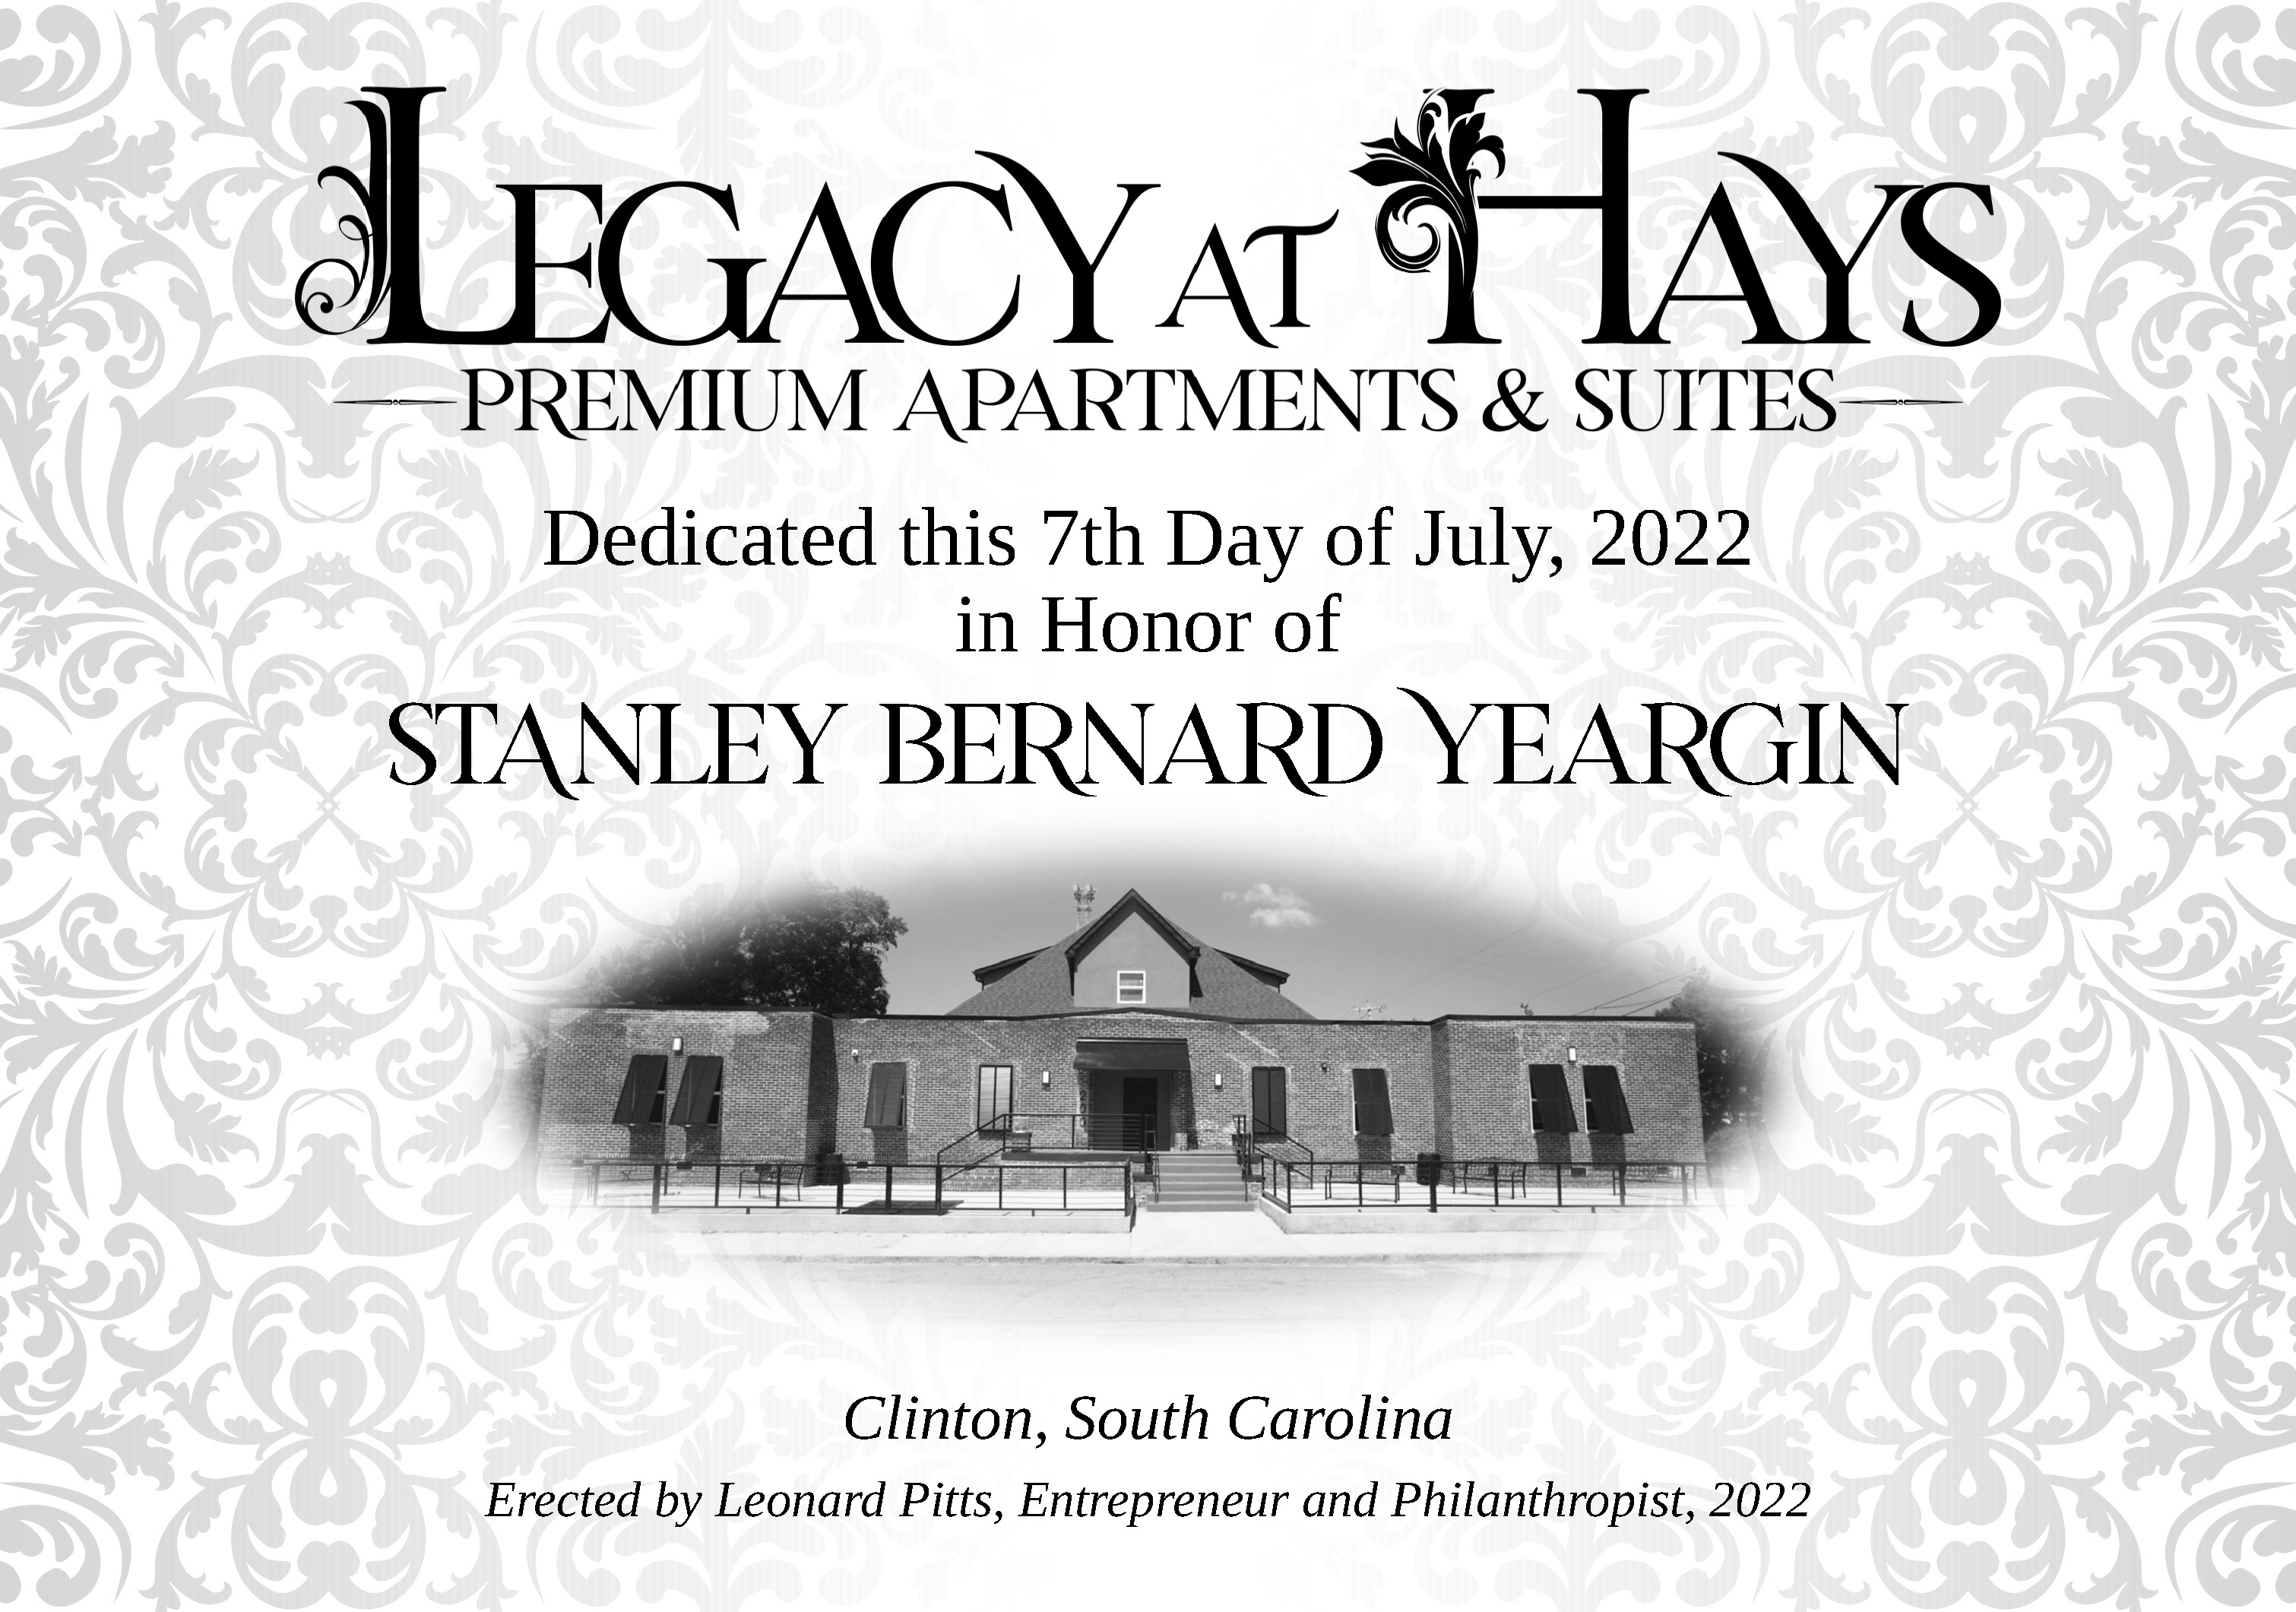 LEGACY AT HAYS
PREMIUM APARTMENTS & SUITES
Dedicated this 7th Day of July, 2022
in Honor of
STANLEY BERNARD YEARGIN
Clinton, South Carolina
Erected by Leonard Pitts, Entrepreneur and Philanthropist, 2022